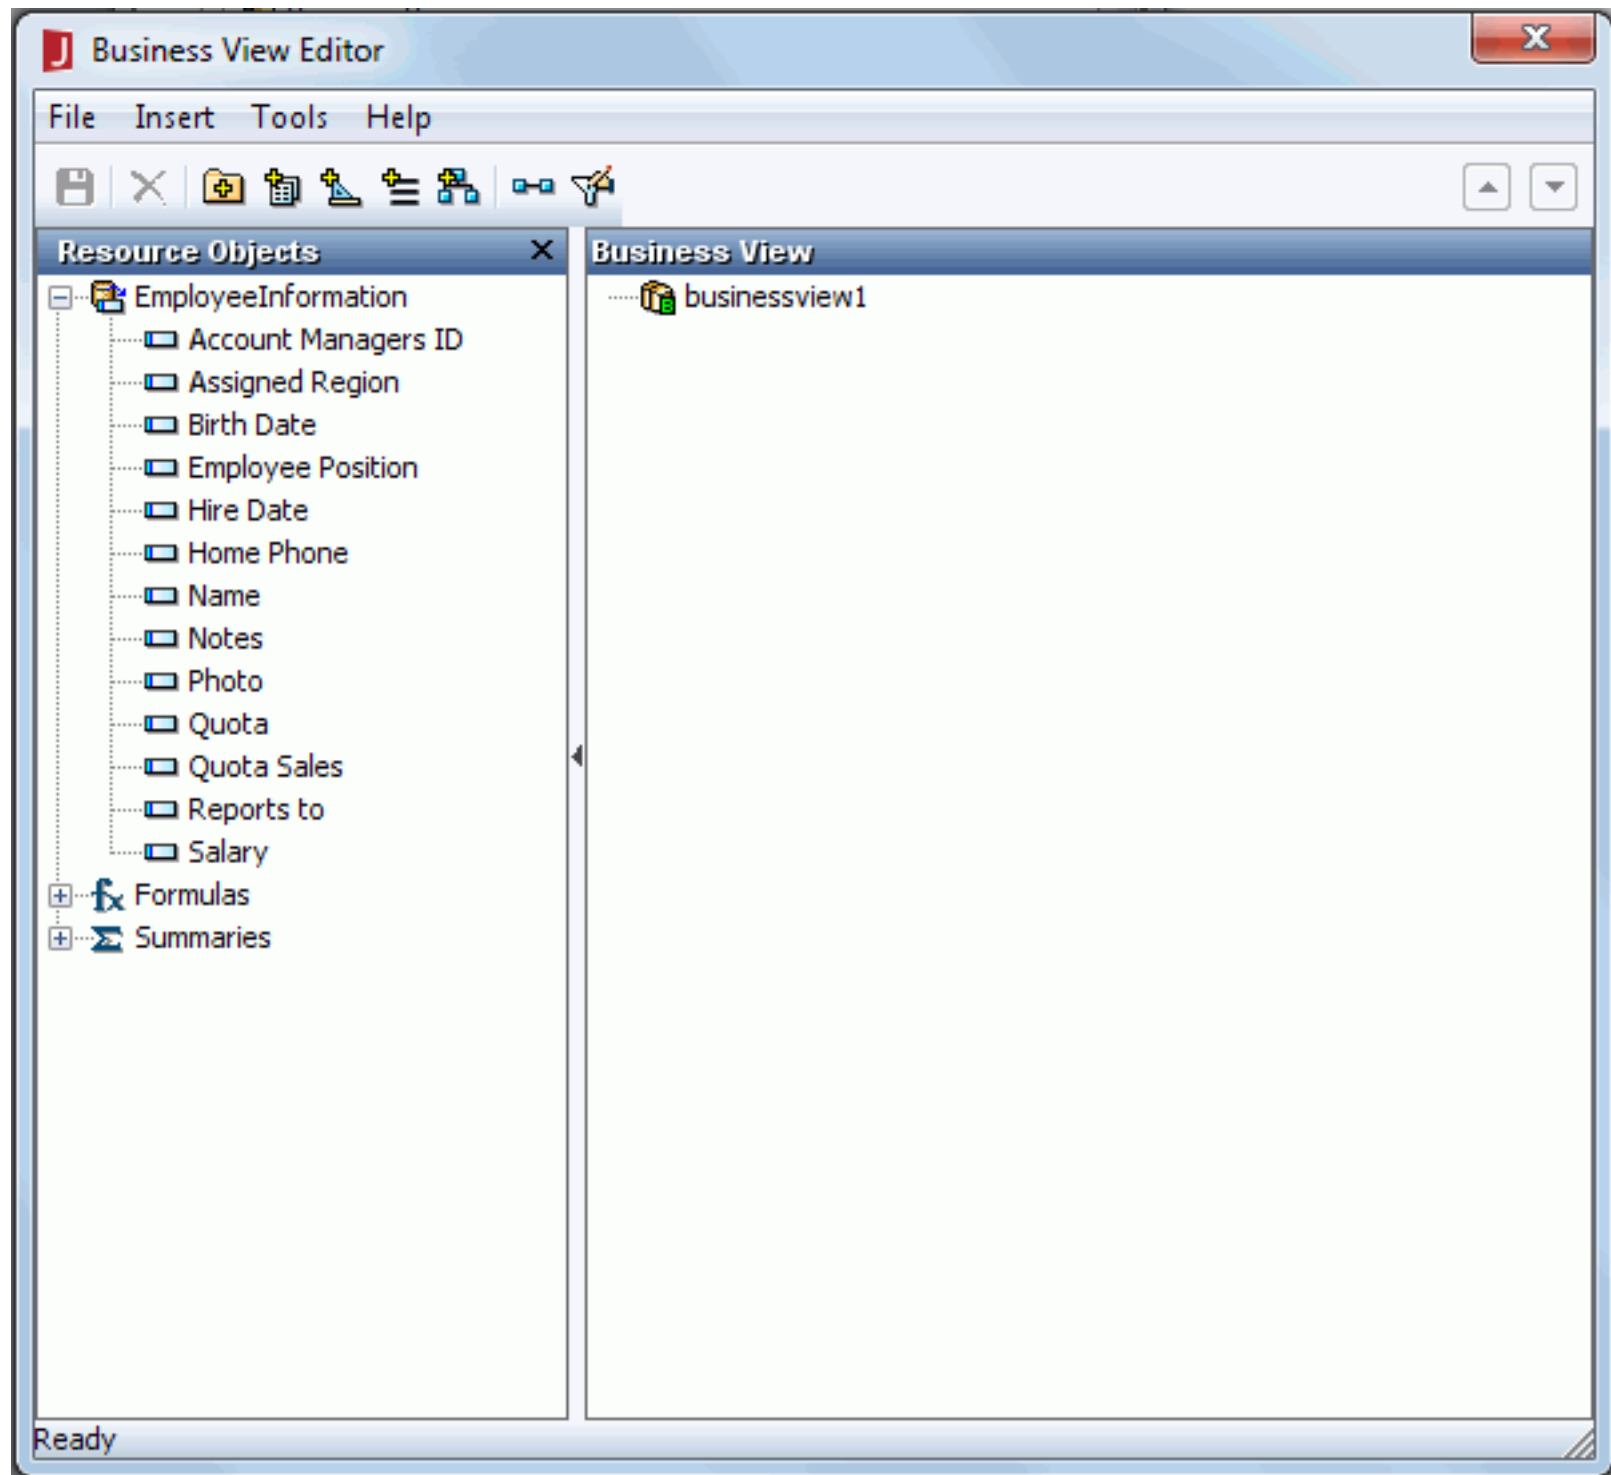 Business View Editor
File Insert Tools Help
Resource Objects
EmployeeInformation
Account Managers ID
Assigned Region
Birth Date
Employee Position
Hire Date
Home Phone
Name
Notes
Photo
Quota
Quota Sales
Reports to
Salary
Formulas
Summaries
Business View
businessview1
Ready